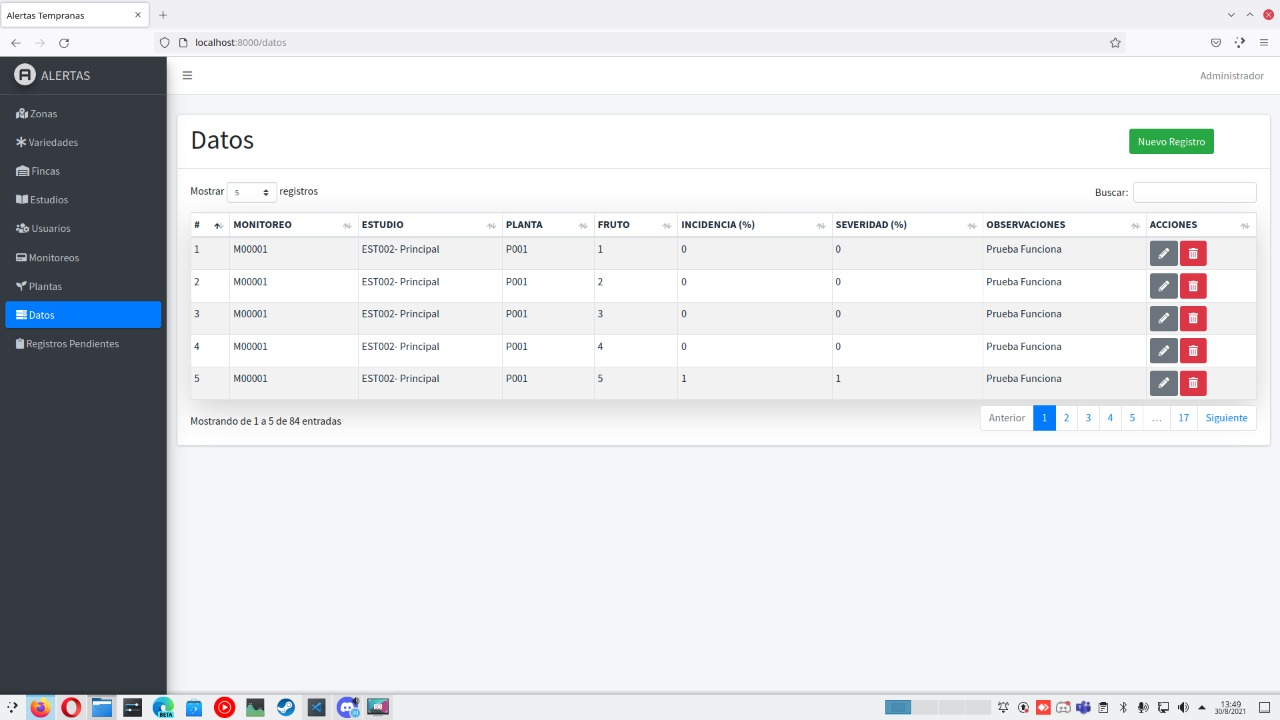 Alertas Tempranas
localhost:8000/datos
A ALERTAS
Administrador
Zonas
Variedades
Fincas
Estudios
Usuarios
Monitoreos
Plantas
Datos
Registros Pendientes
Datos
Nuevo Registro
Mostrar 5 registros
Buscar:
# MONITOREO ESTUDIO PLANTA FRUTO INCIDENCIA (%) SEVERIDAD (%) OBSERVACIONES ACCIONES
1 M00001 EST002- Principal P001 1 0 0 Prueba Funciona
2 M00001 EST002- Principal P001 2 0 0 Prueba Funciona
3 M00001 EST002- Principal P001 3 0 0 Prueba Funciona
4 M00001 EST002- Principal P001 4 0 0 Prueba Funciona
5 M00001 EST002- Principal P001 5 1 1 Prueba Funciona
Mostrando de 1 a 5 de 84 entradas
Anterior 1 2 3 4 5 … 17 Siguiente
BETA
13:49
30/8/2021